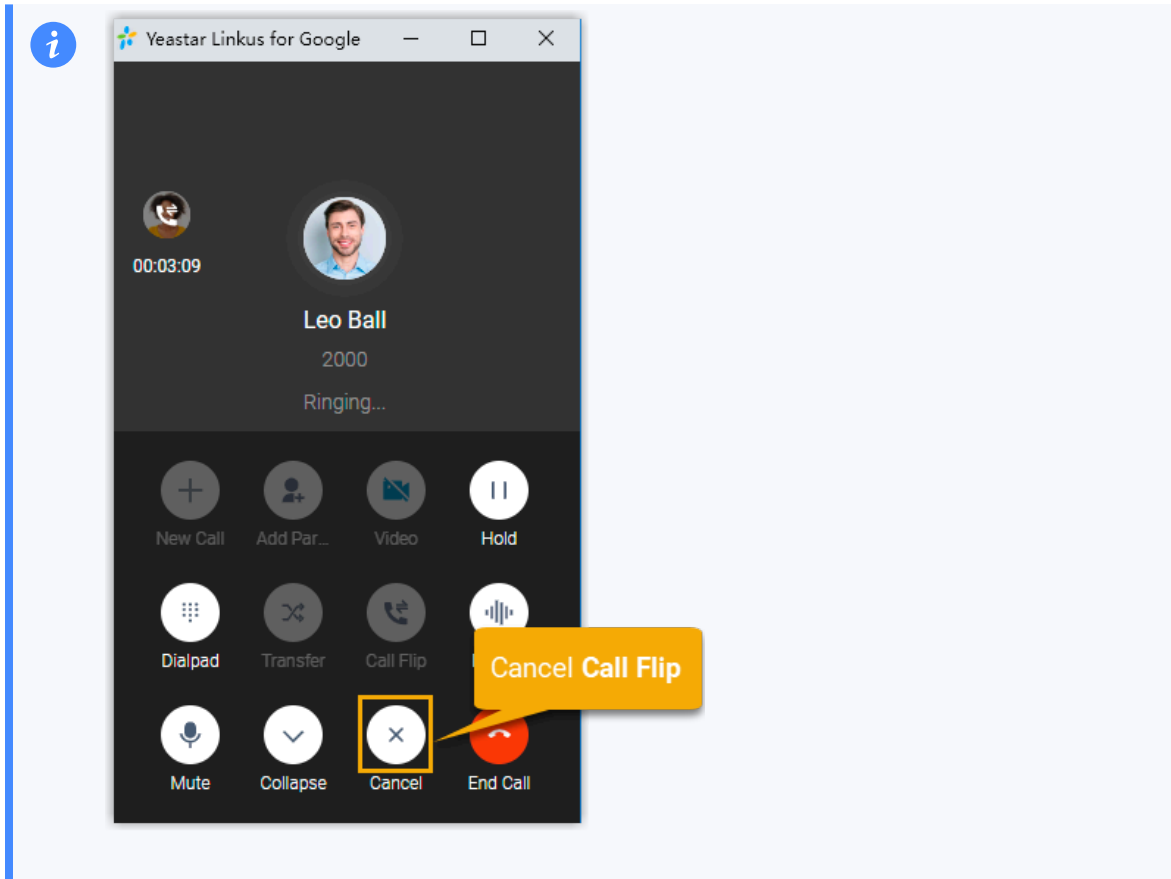 Yeastar Linkus for Google
00:03:09
Leo Ball
2000
Ringing...
New Call Add Par... Video Hold
Dialpad Transfer Call Flip
Cancel Call Flip
Mute Collapse Cancel End Call